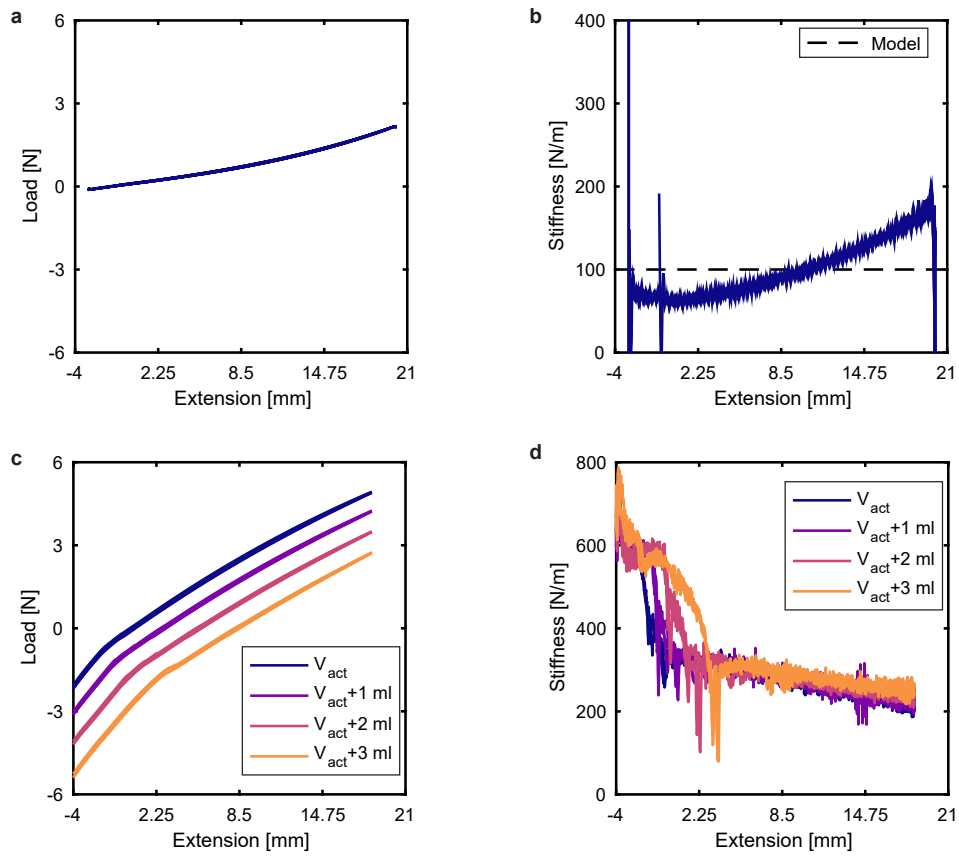 a
6
3
0
-3
-6
Load [N]
-4 2.25 8.5 14.75 21
Extension [mm]
b
400
300
200
100
0
Stiffness [N/m]
Model
-4 2.25 8.5 14.75 21
Extension [mm]
c
6
3
0
-3
-6
Load [N]
V_act
V_act+1 ml
V_act+2 ml
V_act+3 ml
-4 2.25 8.5 14.75 21
Extension [mm]
d
800
600
400
200
0
Stiffness [N/m]
V_act
V_act+1 ml
V_act+2 ml
V_act+3 ml
-4 2.25 8.5 14.75 21
Extension [mm]